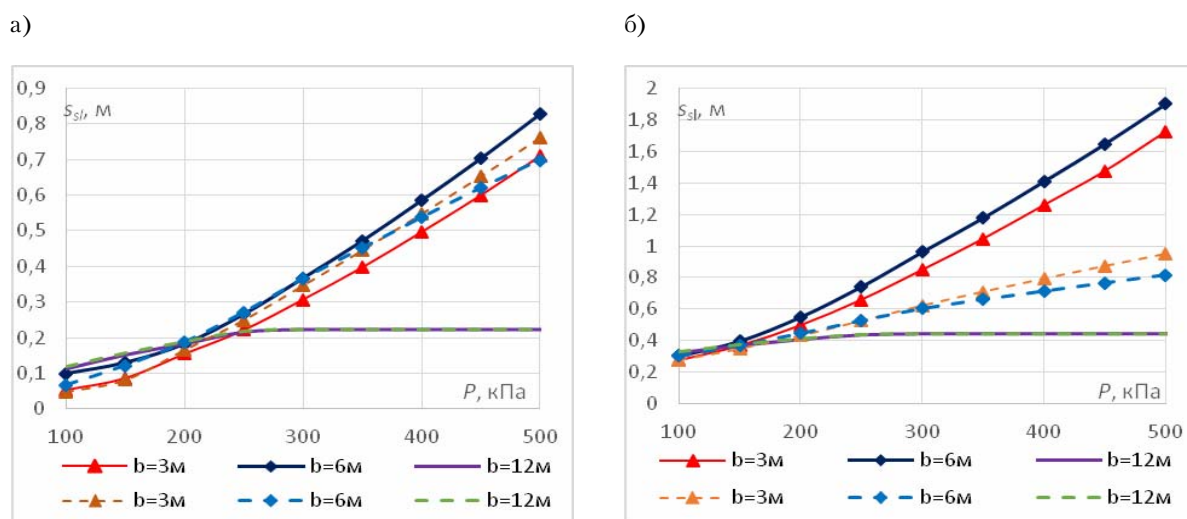 а)
б)
0,9
0,8
0,7
0,6
0,5
0,4
0,3
0,2
0,1
0
s_sl, м
P, кПа
100 200 300 400 500
b=3м b=6м b=12м
b=3м b=6м b=12м
2
1,8
1,6
1,4
1,2
1
0,8
0,6
0,4
0,2
0
s_sl, м
P, кПа
100 200 300 400 500
b=3м b=6м b=12м
b=3м b=6м b=12м